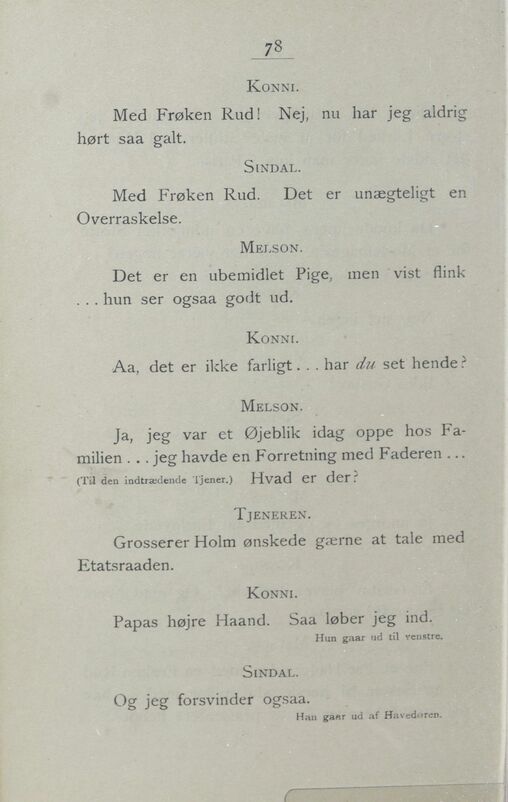 78
KONNI.
Med Frøken Rud! Nej, nu har jeg aldrig
hørt saa galt.
SINDAL.
Med Frøken Rud. Det er unægteligt en
Overraskelse.
MELSON.
Det er en ubemidlet Pige, men vist flink
... hun ser ogsaa godt ud.
KONNI.
Aa, det er ikke farligt... har du set hende?
MELSON.
Ja, jeg var et Øjeblik idag oppe hos Fa-
milien ... jeg havde en Forretning med Faderen ...
(Til den indtrædende Tjener.) Hvad er der?
TJENEREN.
Grosserer Holm ønskede gærne at tale med
Etatsraaden.
KONNI.
Papas højre Haand. Saa løber jeg ind.
Hun gaar ud til venstre.
SINDAL.
Og jeg forsvinder ogsaa.
Han gaar ud af Havedøren.